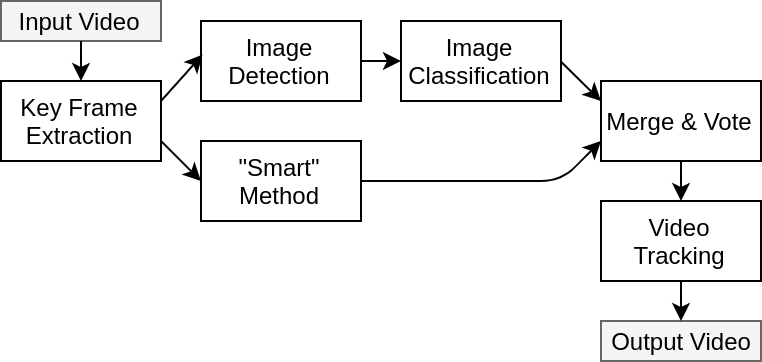 Input Video
Key Frame
Extraction
Image
Detection
Image
Classification
"Smart"
Method
Merge & Vote
Video
Tracking
Output Video